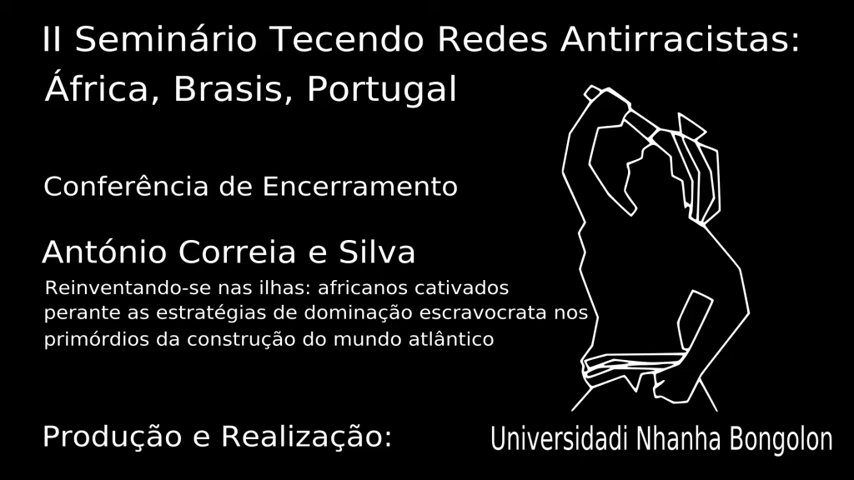 II Seminário Tecendo Redes Antirracistas:
África, Brasis, Portugal
Conferência de Encerramento
António Correia e Silva
Reinventando-se nas ilhas: africanos cativados
perante as estratégias de dominação escravocrata nos
primórdios da construção do mundo atlântico
Produção e Realização:
Universidadi Nhanha Bongolon